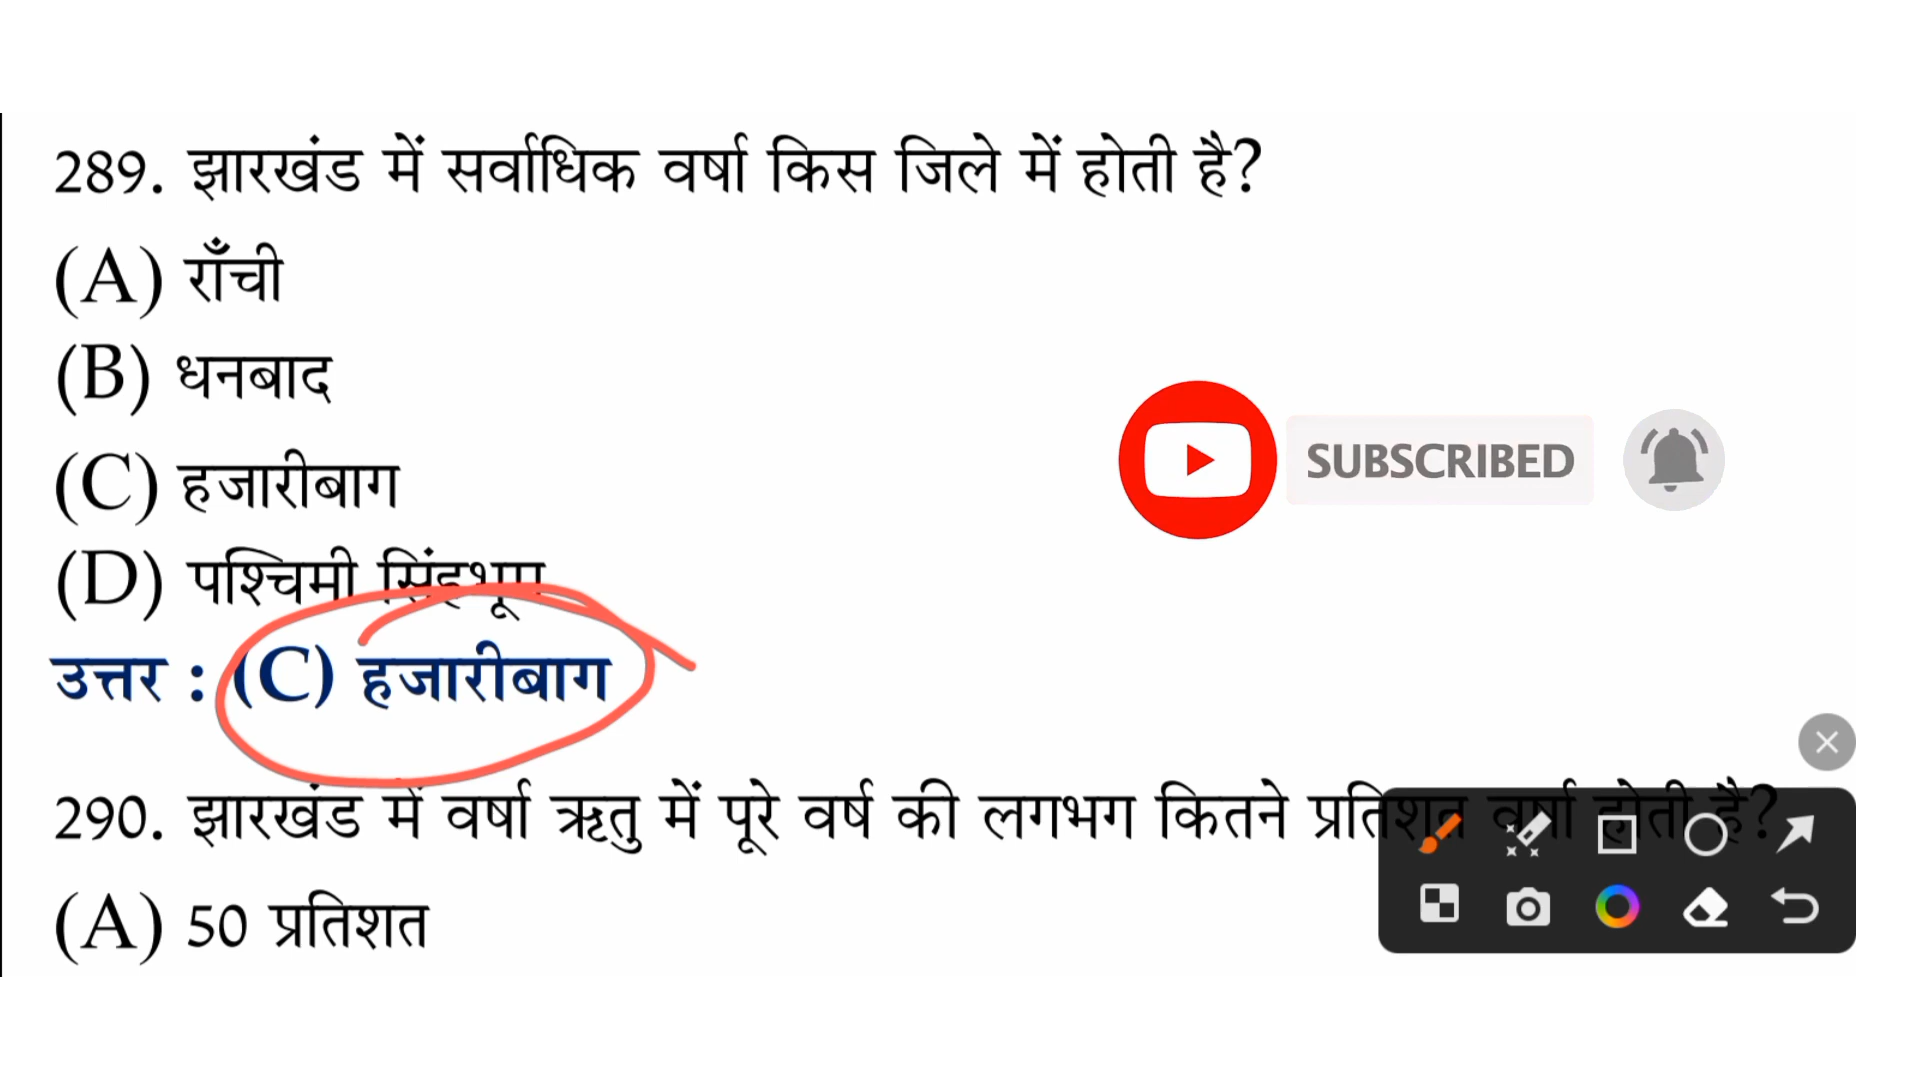 289. झारखंड में सर्वाधिक वर्षा किस जिले में होती है?
(A) राँची
(B) धनबाद
(C) हजारीबाग
SUBSCRIBED
(D) पश्चिमी सिंहभूम
उत्तर : (C) हजारीबाग
290. झारखंड में वर्षा ऋतु में पूरे वर्ष की लगभग कितने प्रतिशत वर्षा होती है?
(A) 50 प्रतिशत